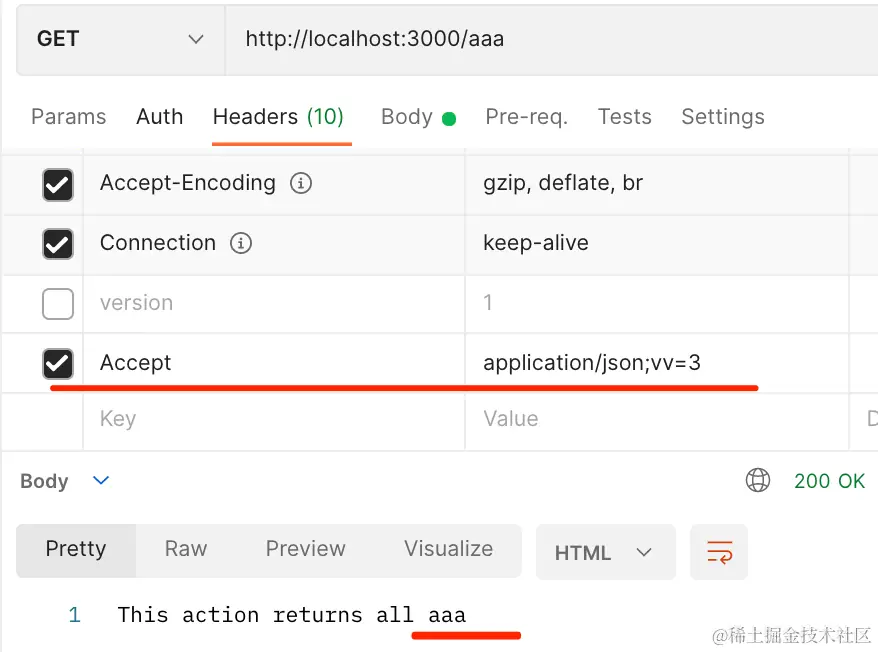 GET http://localhost:3000/aaa
Params Auth Headers (10) Body Pre-req. Tests Settings
Accept-Encoding gzip, deflate, br
Connection keep-alive
version 1
Accept application/json;vv=3
Key Value D
Body 200 OK
Pretty Raw Preview Visualize HTML
1 This action returns all aaa
@稀土掘金技术社区